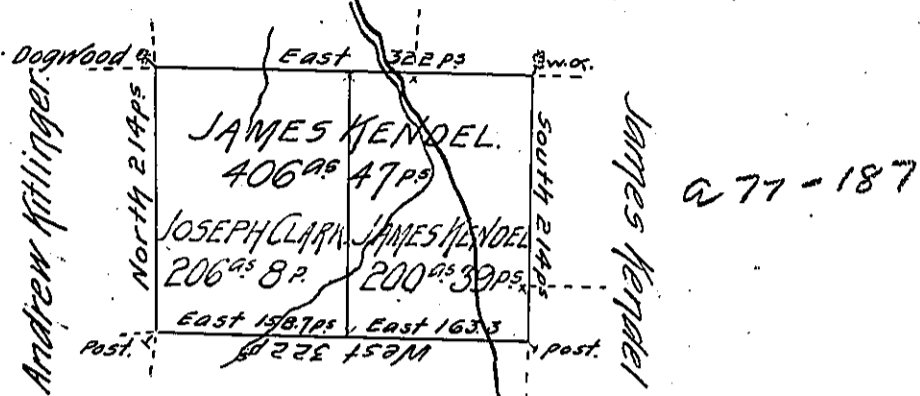 Dogwood
East 322 ps
w.o.
Andrew Killinger.
North 214 ps.
JAMES KENDEL.
406 as 47 ps
JOSEPH CLARK
206 as 8 P.
JAMES KENDEL
200 as 39 ps
South 214 ps
James Kendel
a 77-187
East 158.7 ps
East 163.3
Post.
West 322 ps
Post.